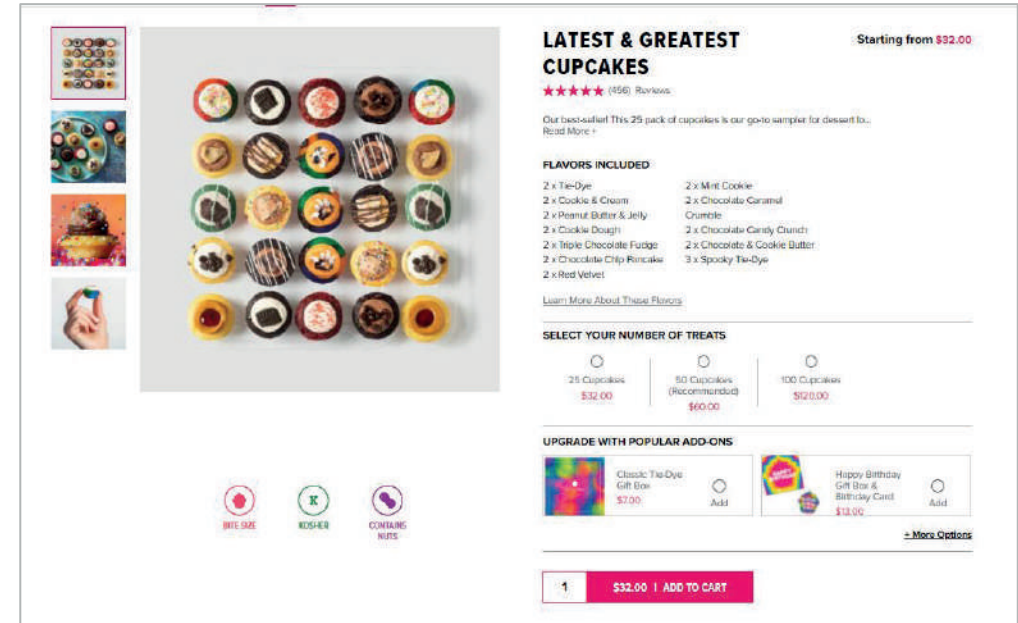 LATEST & GREATEST
CUPCAKES
Starting from $32.00
(456) Reviews
Our best-seller! This 25 pack of cupcakes is our go-to sampler for dessert lo...
Read More +
FLAVORS INCLUDED
2 x Tie-Dye
2 x Cookie & Cream
2 x Peanut Butter & Jelly
2 x Cookie Dough
2 x Triple Chocolate Fudge
2 x Chocolate Chip Pancake
2 x Red Velvet
2 x Mint Cookie
2 x Chocolate Caramel
Crumble
2 x Chocolate Candy Crunch
2 x Chocolate & Cookie Butter
3 x Spooky Tie-Dye
Learn More About These Flavors
SELECT YOUR NUMBER OF TREATS
25 Cupcakes
$32.00
50 Cupcakes
(Recommended)
$60.00
100 Cupcakes
$120.00
UPGRADE WITH POPULAR ADD-ONS
Classic Tie-Dye
Gift Box
$7.00
Add
HAPPY BIRTHDAY
Happy Birthday
Gift Box &
Birthday Card
$13.00
Add
+ More Options
1
$32.00 | ADD TO CART
BITE SIZE
K
KOSHER
CONTAINS
NUTS